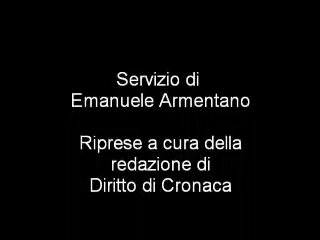 Servizio di
Emanuele Armentano
Riprese a cura della
redazione di
Diritto di Cronaca